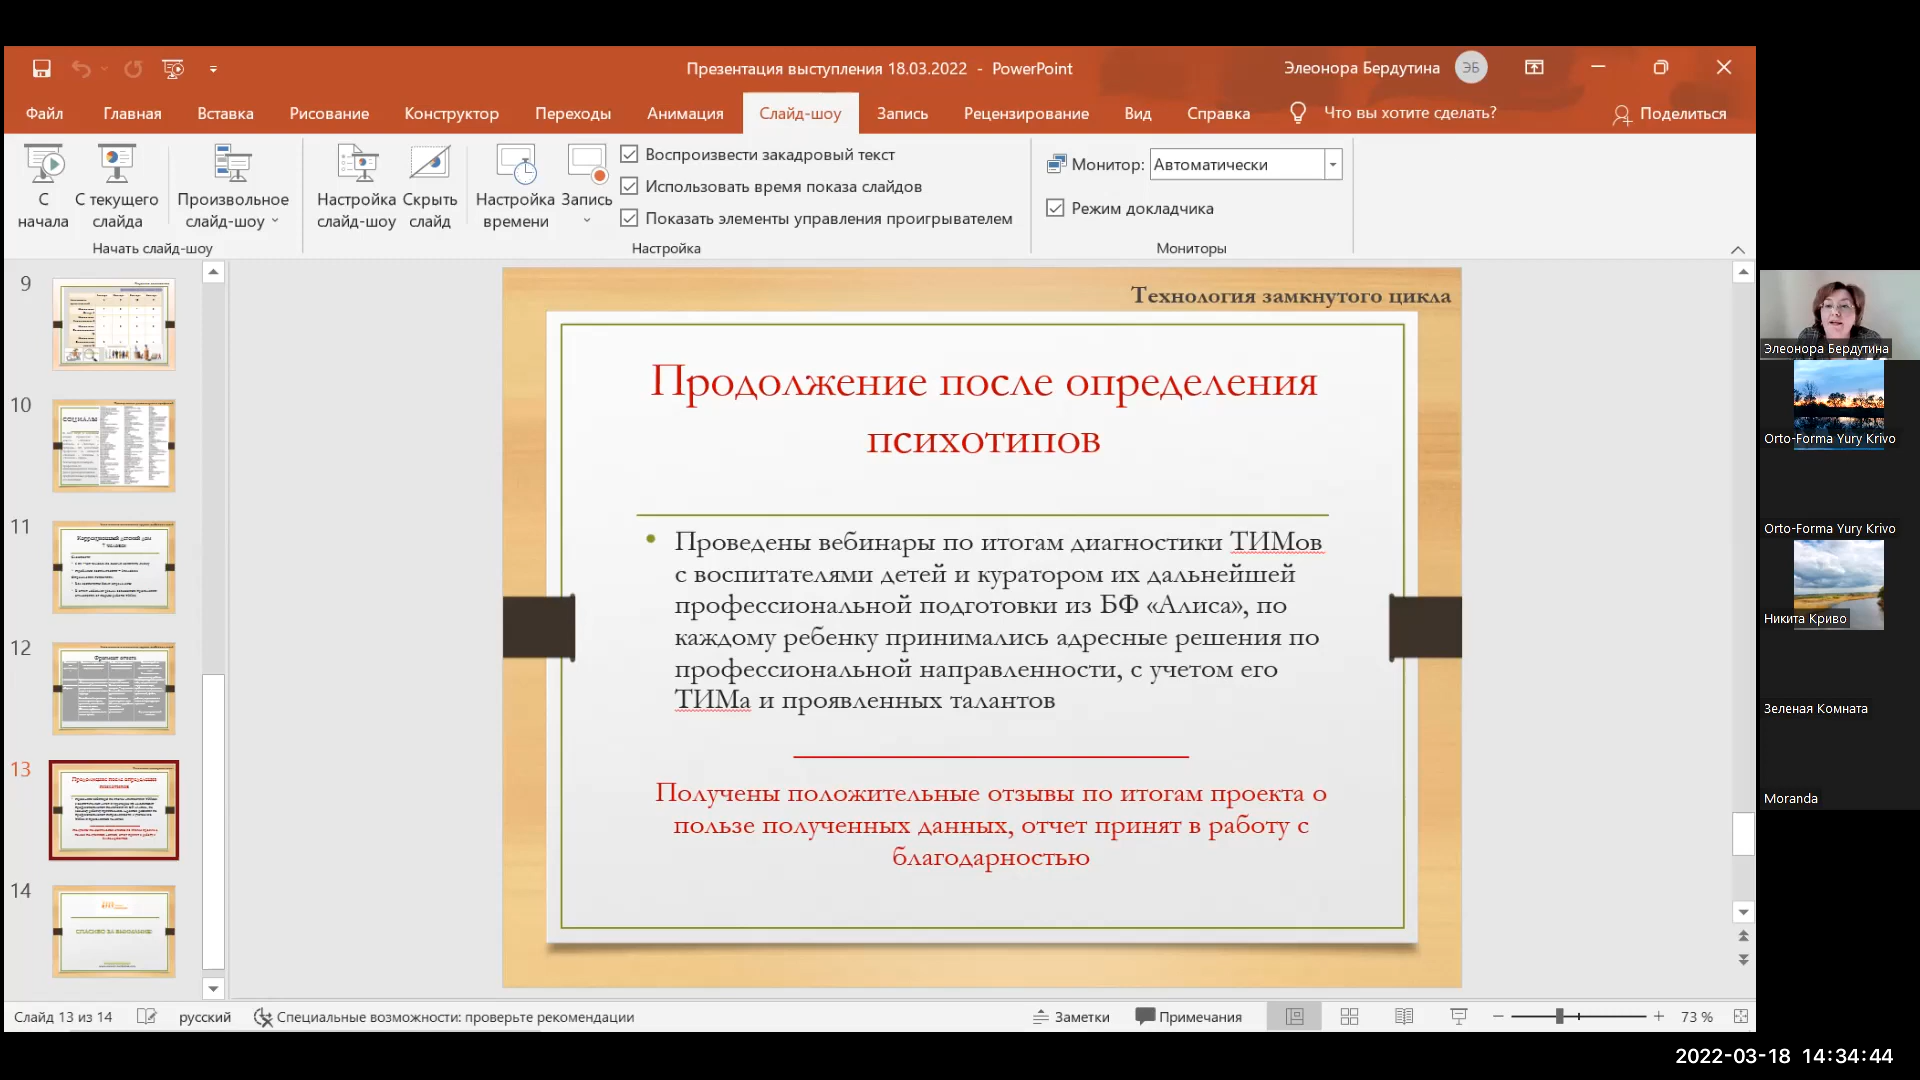 Презентация выступления 18.03.2022 - PowerPoint
Элеонора Бердутина ЭБ
Файл Главная Вставка Рисование Конструктор Переходы Анимация Слайд-шоу Запись Рецензирование Вид Справка Что вы хотите сделать? Поделиться
С начала
С текущего слайда
Произвольное слайд-шоу
Начать слайд-шоу
Настройка слайд-шоу
Скрыть слайд
Настройка времени
Запись
Воспроизвести закадровый текст
Использовать время показа слайдов
Показать элементы управления проигрывателем
Настройка
Монитор: Автоматически
Режим докладчика
Мониторы
9
10
СОЦИАЛЫ
11
12
Фрагмент отчета
13
14
СПАСИБО ЗА ВНИМАНИЕ!
Технология замкнутого цикла
Продолжение после определения
психотипов
Проведены вебинары по итогам диагностики ТИМов
с воспитателями детей и куратором их дальнейшей
профессиональной подготовки из БФ «Алиса», по
каждому ребенку принимались адресные решения по
профессиональной направленности, с учетом его
ТИМа и проявленных талантов
Получены положительные отзывы по итогам проекта о
пользе полученных данных, отчет принят в работу с
благодарностью
Элеонора Бердутина
Orto-Forma Yury Krivo
Orto-Forma Yury Krivo
Никита Криво
Зеленая Комната
Moranda
Слайд 13 из 14 русский Специальные возможности: проверьте рекомендации Заметки Примечания 73 %
2022-03-18 14:34:44